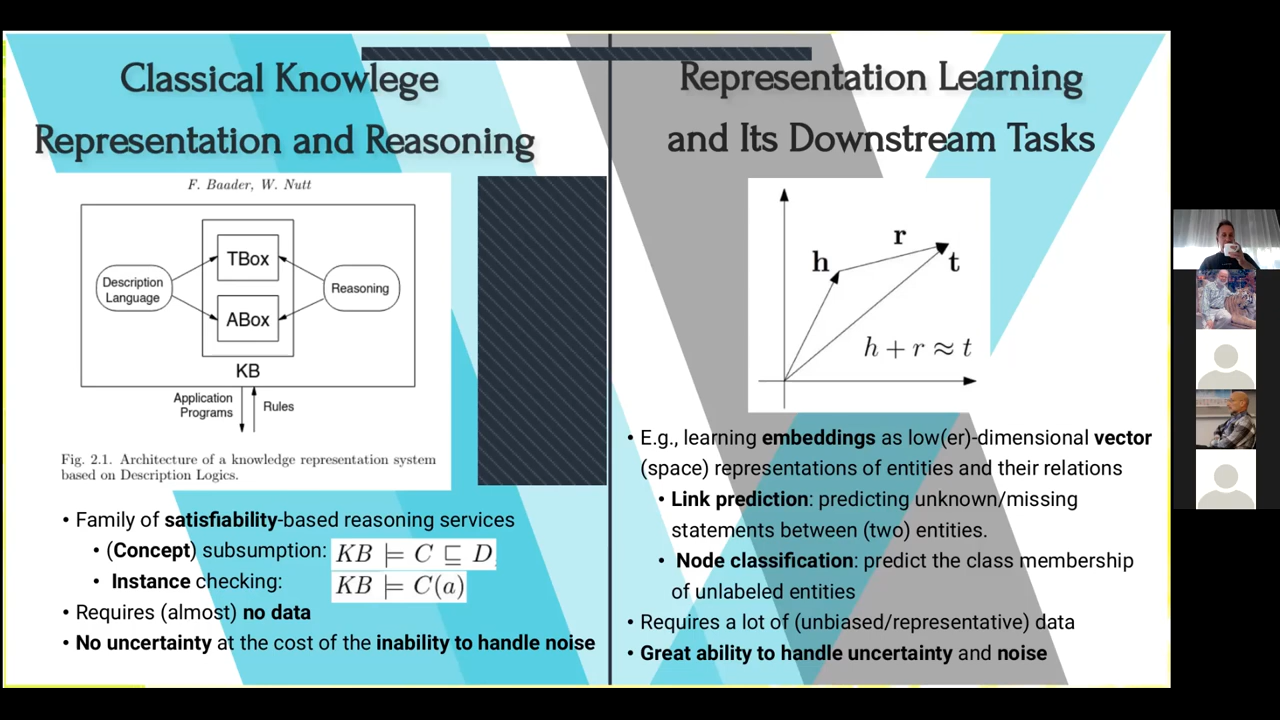 Classical Knowlege
Representation and Reasoning
F. Baader, W. Nutt
TBox
Description
Language
Reasoning
ABox
KB
Application
Programs
Rules
Fig. 2.1. Architecture of a knowledge representation system
based on Description Logics.
• Family of satisfiability-based reasoning services
• (Concept) subsumption: KB ⊨ C ⊑ D
• Instance checking: KB ⊨ C(a)
• Requires (almost) no data
• No uncertainty at the cost of the inability to handle noise
Representation Learning
and Its Downstream Tasks
r
h
t
h + r ≈ t
• E.g., learning embeddings as low(er)-dimensional vector
(space) representations of entities and their relations
• Link prediction: predicting unknown/missing
statements between (two) entities.
• Node classification: predict the class membership
of unlabeled entities
• Requires a lot of (unbiased/representative) data
• Great ability to handle uncertainty and noise